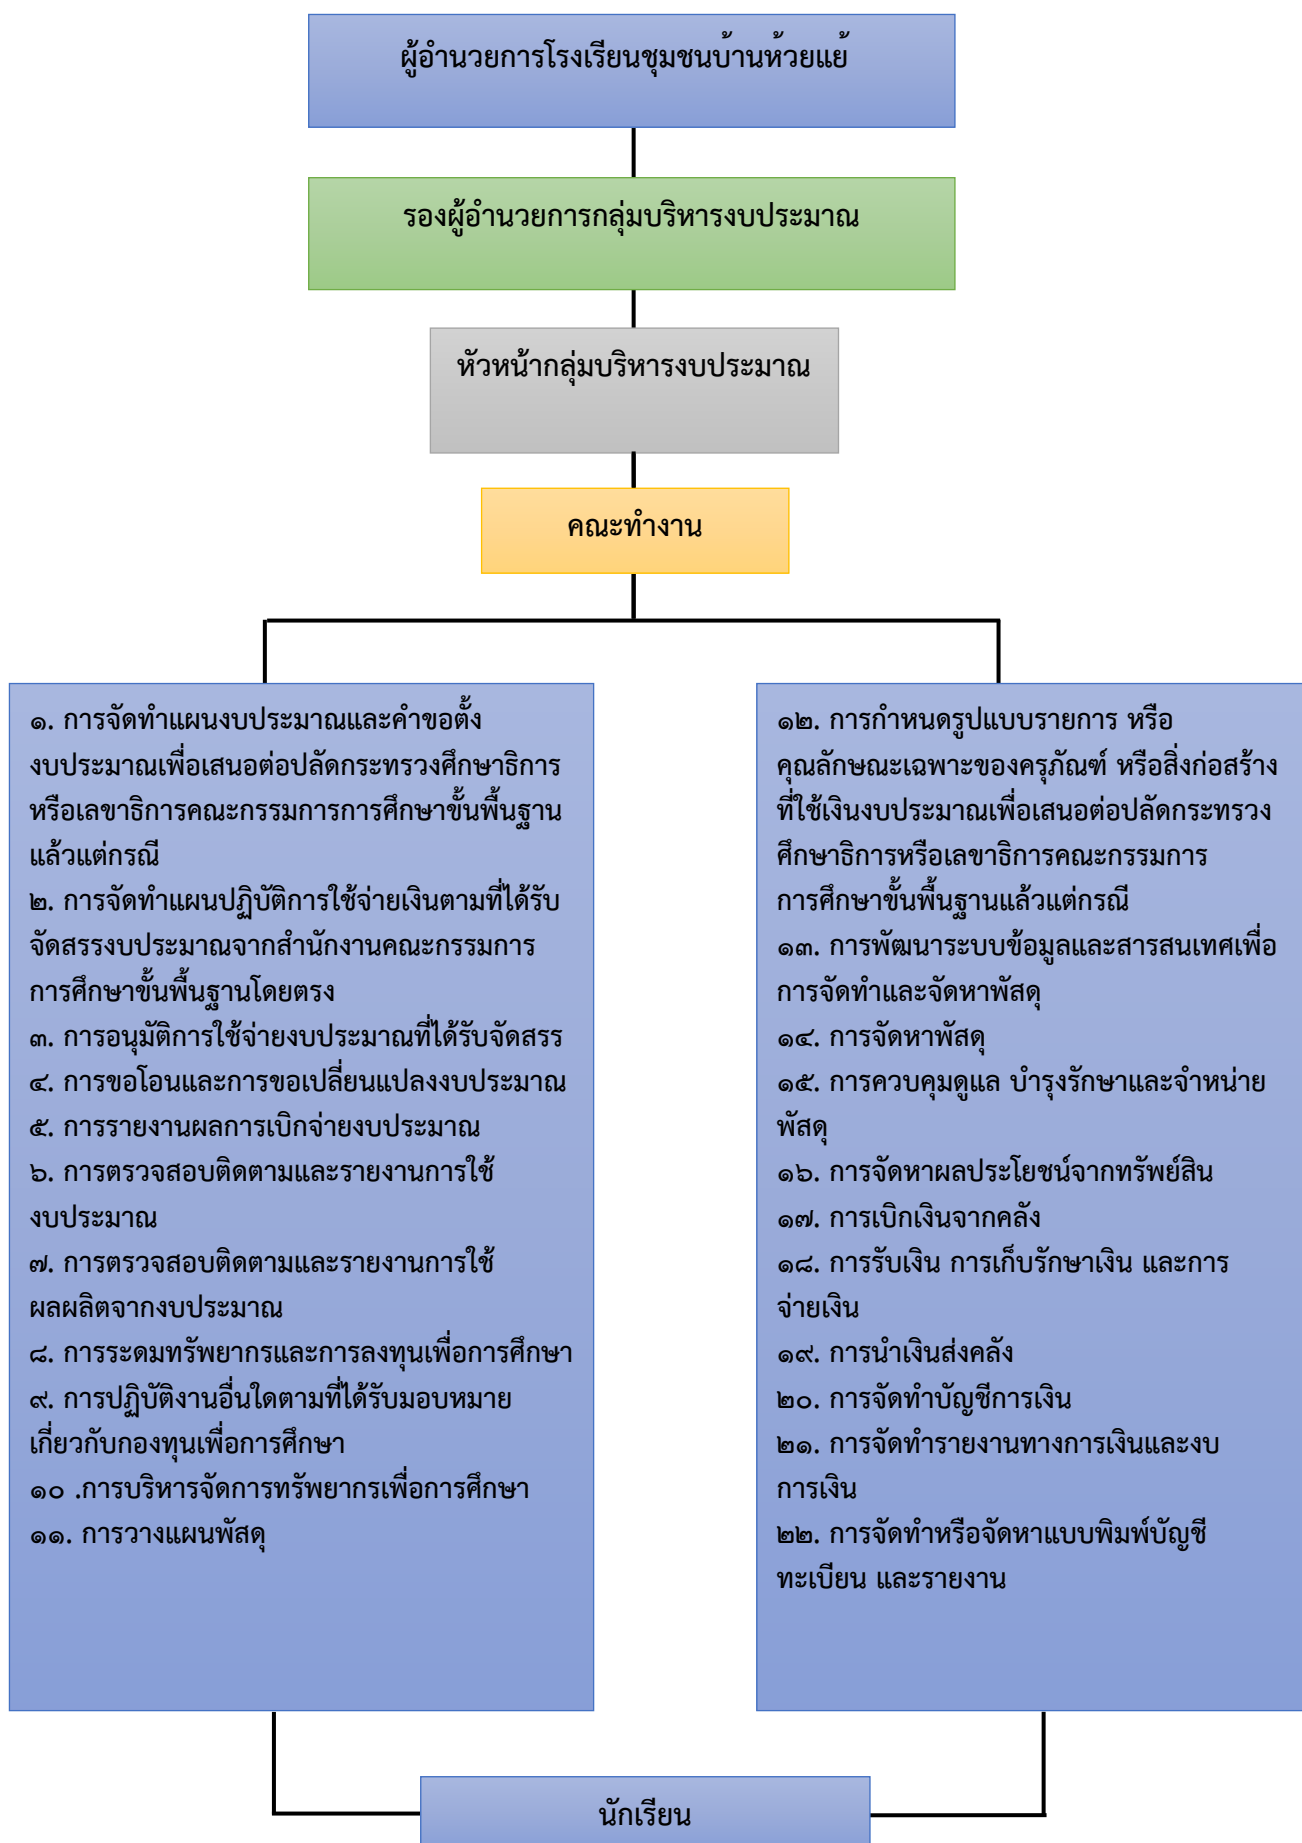 ผู้อำนวยการโรงเรียนชุมชนบ้านห้วยแย้
รองผู้อำนวยการกลุ่มบริหารงบประมาณ
หัวหน้ากลุ่มบริหารงบประมาณ
คณะทำงาน
๑. การจัดทำแผนงบประมาณและคำขอตั้ง
งบประมาณเพื่อเสนอต่อปลัดกระทรวงศึกษาธิการ
หรือเลขาธิการคณะกรรมการการศึกษาขั้นพื้นฐาน
แล้วแต่กรณี
๒. การจัดทำแผนปฏิบัติการใช้จ่ายเงินตามที่ได้รับ
จัดสรรงบประมาณจากสำนักงานคณะกรรมการ
การศึกษาขั้นพื้นฐานโดยตรง
๓. การอนุมัติการใช้จ่ายงบประมาณที่ได้รับจัดสรร
๔. การขอโอนและการขอเปลี่ยนแปลงงบประมาณ
๕. การรายงานผลการเบิกจ่ายงบประมาณ
๖. การตรวจสอบติดตามและรายงานการใช้
งบประมาณ
๗. การตรวจสอบติดตามและรายงานการใช้
ผลผลิตจากงบประมาณ
๘. การระดมทรัพยากรและการลงทุนเพื่อการศึกษา
๙. การปฏิบัติงานอื่นใดตามที่ได้รับมอบหมาย
เกี่ยวกับกองทุนเพื่อการศึกษา
๑๐ .การบริหารจัดการทรัพยากรเพื่อการศึกษา
๑๑. การวางแผนพัสดุ
๑๒. การกำหนดรูปแบบรายการ หรือ
คุณลักษณะเฉพาะของครุภัณฑ์ หรือสิ่งก่อสร้าง
ที่ใช้เงินงบประมาณเพื่อเสนอต่อปลัดกระทรวง
ศึกษาธิการหรือเลขาธิการคณะกรรมการ
การศึกษาขั้นพื้นฐานแล้วแต่กรณี
๑๓. การพัฒนาระบบข้อมูลและสารสนเทศเพื่อ
การจัดทำและจัดหาพัสดุ
๑๔. การจัดหาพัสดุ
๑๕. การควบคุมดูแล บำรุงรักษาและจำหน่าย
พัสดุ
๑๖. การจัดหาผลประโยชน์จากทรัพย์สิน
๑๗. การเบิกเงินจากคลัง
๑๘. การรับเงิน การเก็บรักษาเงิน และการ
จ่ายเงิน
๑๙. การนำเงินส่งคลัง
๒๐. การจัดทำบัญชีการเงิน
๒๑. การจัดทำรายงานทางการเงินและงบ
การเงิน
๒๒. การจัดทำหรือจัดหาแบบพิมพ์บัญชี
ทะเบียน และรายงาน
นักเรียน